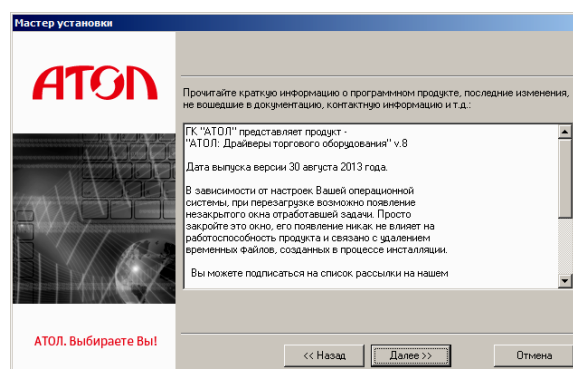 Мастер установки
АТОЛ
Прочитайте краткую информацию о программном продукте, последние изменения,
не вошедшие в документацию, контактную информацию и т.д.:
ГК "АТОЛ" представляет продукт -
"АТОЛ: Драйверы торгового оборудования" v.8
Дата выпуска версии 30 августа 2013 года.
В зависимости от настроек Вашей операционной
системы, при перезагрузке возможно появление
незакрытого окна отработавшей задачи. Просто
закройте это окно, его появление никак не влияет на
работоспособность продукта и связано с удалением
временных файлов, созданных в процессе инсталляции.
Вы можете подписаться на список рассылки на нашем
АТОЛ. Выбираете Вы!
<< Назад
Далее >>
Отмена